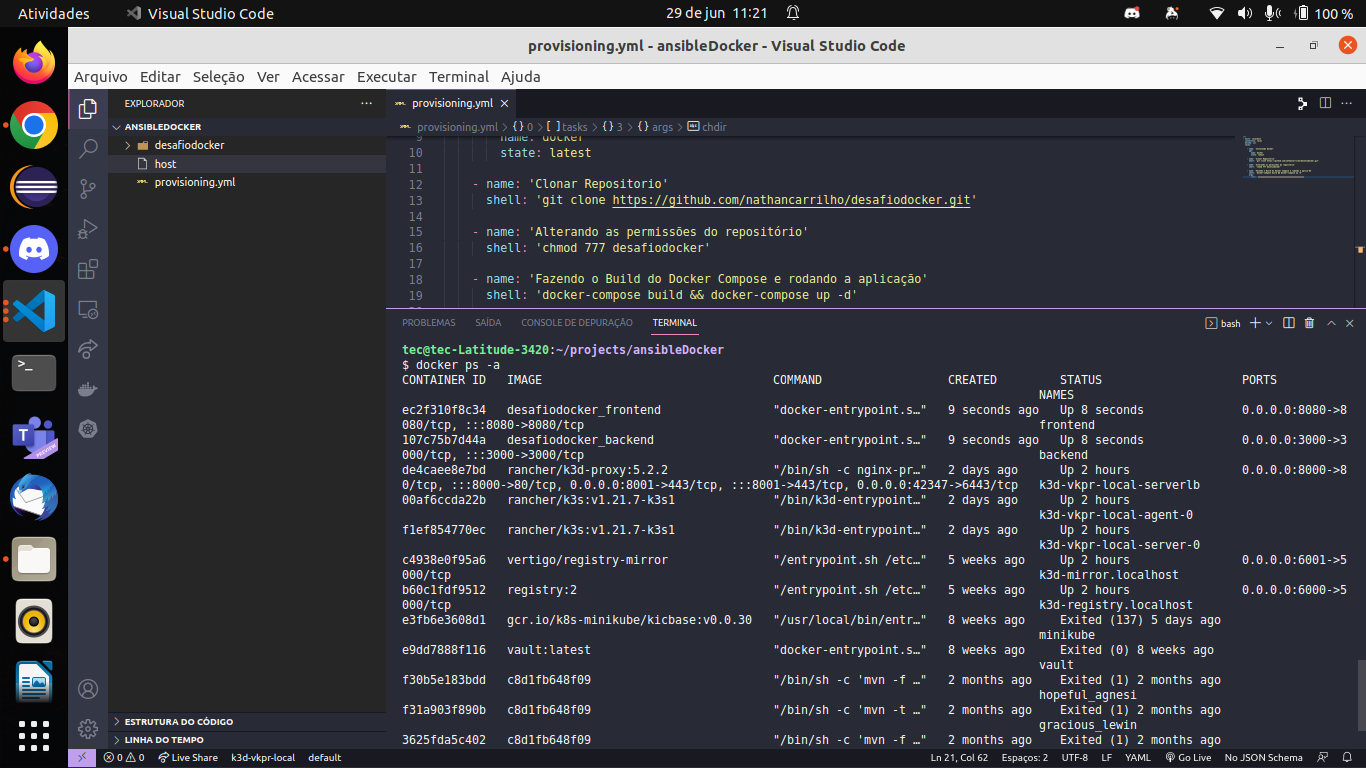 Atividades
Visual Studio Code
29 de jun 11:21
100 %
provisioning.yml - ansibleDocker - Visual Studio Code
Arquivo Editar Seleção Ver Acessar Executar Terminal Ajuda
EXPLORADOR
provisioning.yml
ANSIBLEDOCKER
provisioning.yml > {} 0 > [ ] tasks > {} 3 > {} args > chdir
desafiodocker
host
provisioning.yml
9 name: docker
10 state: latest
11
12 - name: 'Clonar Repositorio'
13 shell: 'git clone https://github.com/nathancarrilho/desafiodocker.git'
14
15 - name: 'Alterando as permissões do repositório'
16 shell: 'chmod 777 desafiodocker'
17
18 - name: 'Fazendo o Build do Docker Compose e rodando a aplicação'
19 shell: 'docker-compose build && docker-compose up -d'
PROBLEMAS SAÍDA CONSOLE DE DEPURAÇÃO TERMINAL
bash
tec@tec-Latitude-3420:~/projects/ansibleDocker
$ docker ps -a
CONTAINER ID IMAGE COMMAND CREATED STATUS PORTS
NAMES
ec2f310f8c34 desafiodocker_frontend "docker-entrypoint.s…" 9 seconds ago Up 8 seconds 0.0.0.0:8080->8
080/tcp, :::8080->8080/tcp frontend
107c75b7d44a desafiodocker_backend "docker-entrypoint.s…" 9 seconds ago Up 8 seconds 0.0.0.0:3000->3
000/tcp, :::3000->3000/tcp backend
de4caee8e7bd rancher/k3d-proxy:5.2.2 "/bin/sh -c nginx-pr…" 2 days ago Up 2 hours 0.0.0.0:8000->8
0/tcp, :::8000->80/tcp, 0.0.0.0:8001->443/tcp, :::8001->443/tcp, 0.0.0.0:42347->6443/tcp k3d-vkpr-local-serverlb
00af6ccda22b rancher/k3s:v1.21.7-k3s1 "/bin/k3d-entrypoint…" 2 days ago Up 2 hours
k3d-vkpr-local-agent-0
f1ef854770ec rancher/k3s:v1.21.7-k3s1 "/bin/k3d-entrypoint…" 2 days ago Up 2 hours
k3d-vkpr-local-server-0
c4938e0f95a6 vertigo/registry-mirror "/entrypoint.sh /etc…" 5 weeks ago Up 2 hours 0.0.0.0:6001->5
000/tcp k3d-mirror.localhost
b60c1fdf9512 registry:2 "/entrypoint.sh /etc…" 5 weeks ago Up 2 hours 0.0.0.0:6000->5
000/tcp k3d-registry.localhost
e3fb6e3608d1 gcr.io/k8s-minikube/kicbase:v0.0.30 "/usr/local/bin/entr…" 8 weeks ago Exited (137) 5 days ago
minikube
e9dd7888f116 vault:latest "docker-entrypoint.s…" 8 weeks ago Exited (0) 8 weeks ago
vault
f30b5e183bdd c8d1fb648f09 "/bin/sh -c 'mvn -f …" 2 months ago Exited (1) 2 months ago
hopeful_agnesi
f31a903f890b c8d1fb648f09 "/bin/sh -c 'mvn -t …" 2 months ago Exited (1) 2 months ago
gracious_lewin
3625fda5c402 c8d1fb648f09 "/bin/sh -c 'mvn -f …" 2 months ago Exited (1) 2 months ago
ESTRUTURA DO CÓDIGO
LINHA DO TEMPO
0 0 Live Share k3d-vkpr-local default
Ln 21, Col 62 Espaços: 2 UTF-8 LF YAML Go Live No JSON Schema